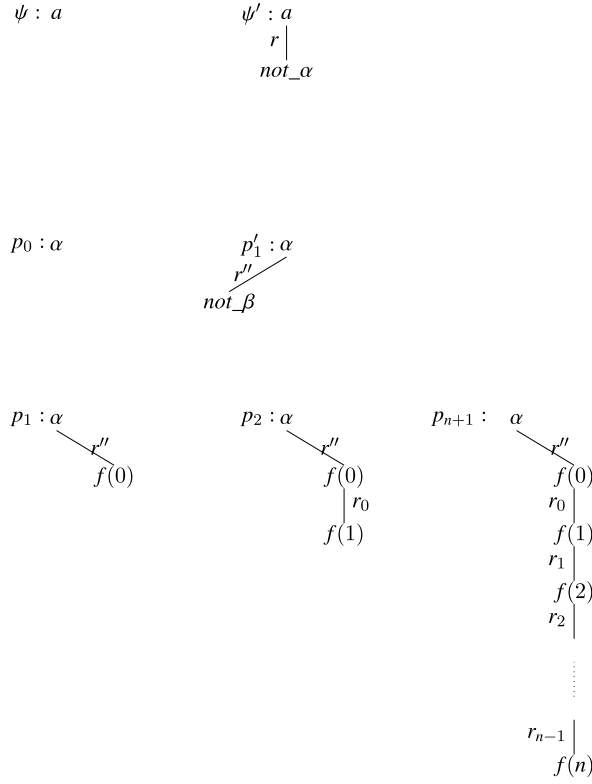 ψ : a ψ′ : a
r
not_α
p₀ : α p′₁ : α
r″
not_β
p₁ : α p₂ : α pₙ₊₁ : α
r″ r″ r″
f(0) f(0) f(0)
r₀ r₀
f(1) f(1)
r₁
f(2)
r₂
rₙ₋₁
f(n)